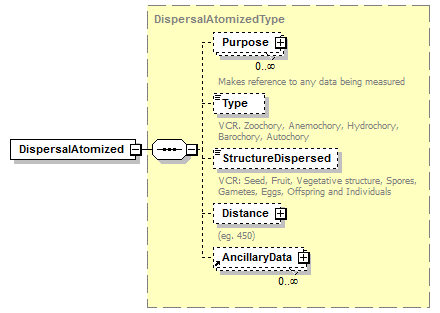 DispersalAtomizedType
Purpose
0..∞
Makes reference to any data being measured
Type
VCR. Zoochory, Anemochory, Hydrochory,
Barochory, Autochory
DispersalAtomized
StructureDispersed
VCR: Seed, Fruit, Vegetative structure, Spores,
Gametes, Eggs, Offspring and Individuals
Distance
(eg. 450)
AncillaryData
0..∞